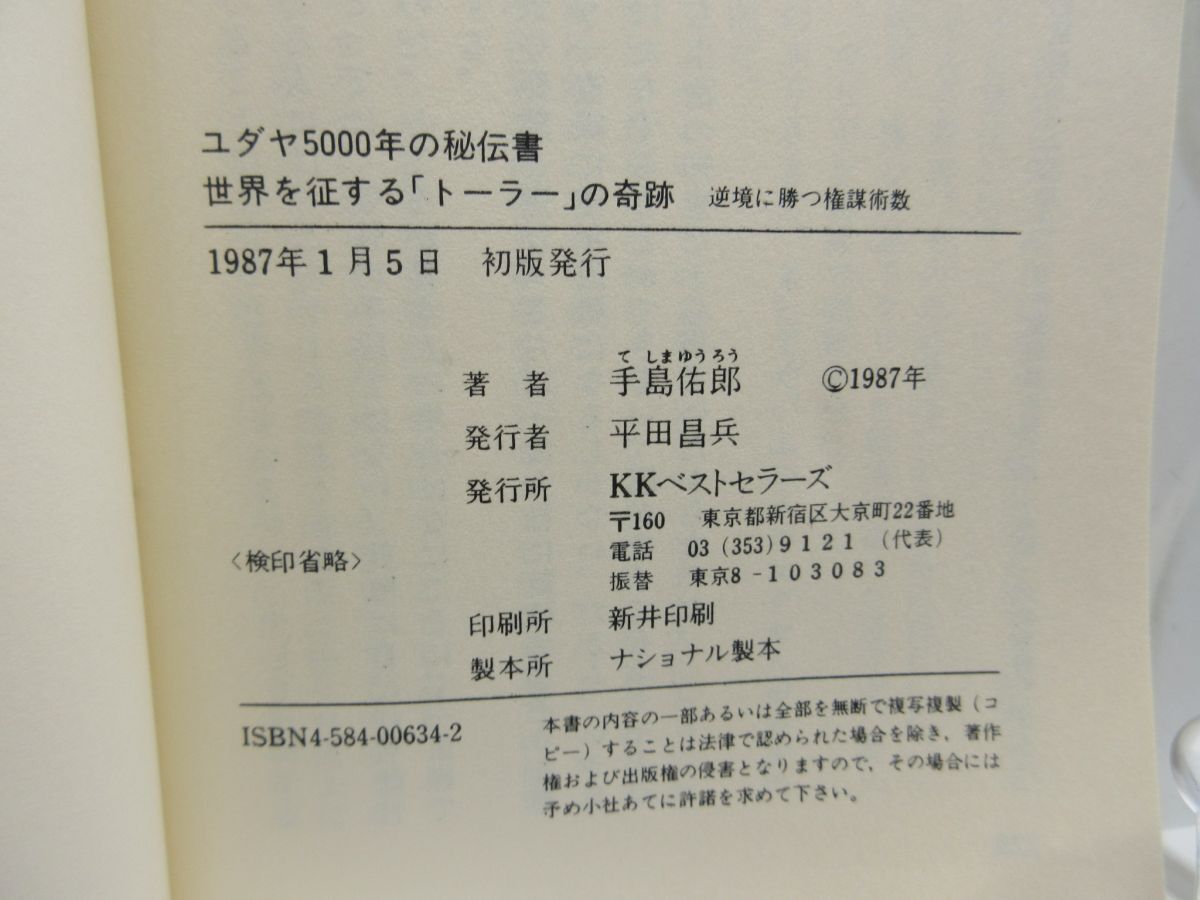 ユダヤ5000年の秘伝書
世界を征する「トーラー」の奇跡 逆境に勝つ権謀術数
1987年1月5日 初版発行
てしまゆうろう
著者 手島佑郎 ©1987年
発行者 平田昌兵
発行所 KKベストセラーズ
〒160 東京都新宿区大京町22番地
電話 03(353)9121(代表)
振替 東京8-103083
〈検印省略〉
印刷所 新井印刷
製本所 ナショナル製本
ISBN4-584-00634-2
本書の内容の一部あるいは全部を無断で複写複製(コ
ピー)することは法律で認められた場合を除き、著作
権および出版権の侵害となりますので、その場合には
予め小社あてに許諾を求めて下さい。